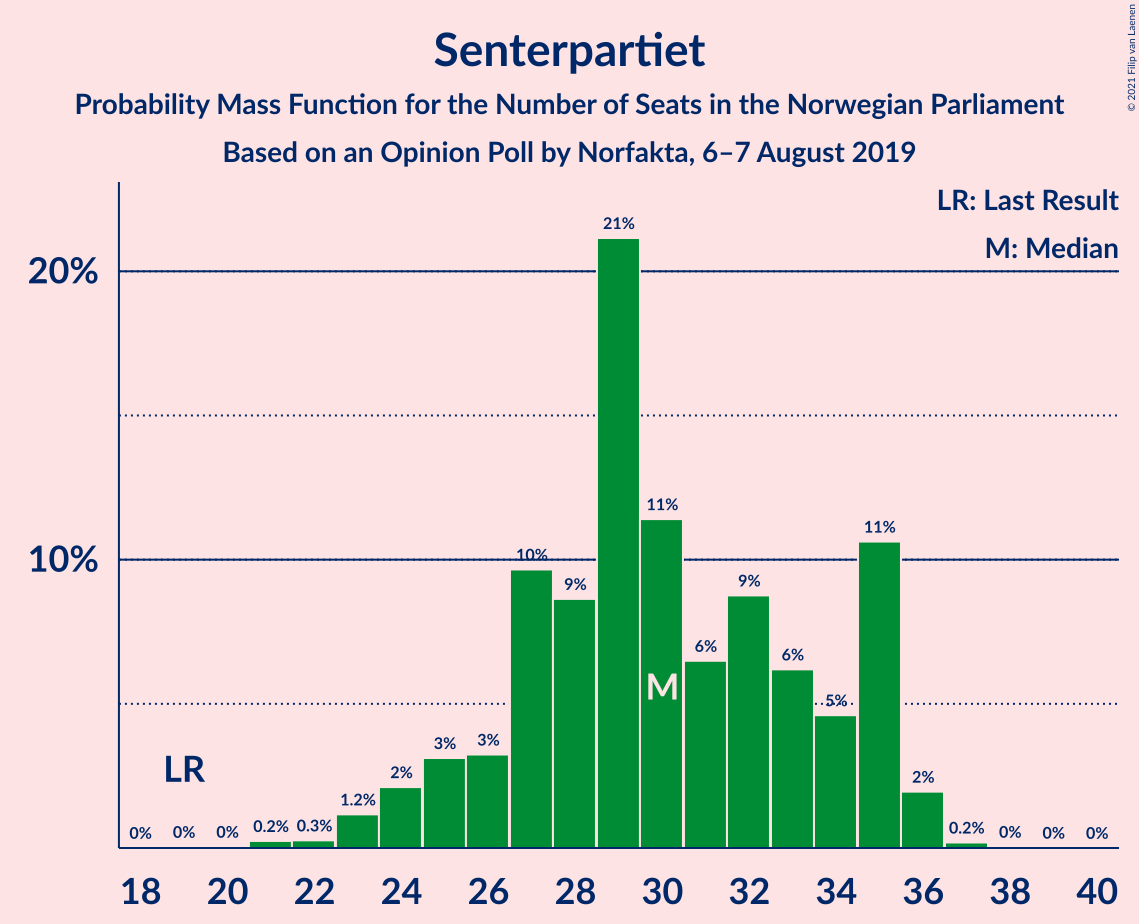 Senterpartiet
Probability Mass Function for the Number of Seats in the Norwegian Parliament
Based on an Opinion Poll by Norfakta, 6–7 August 2019
© 2021 Filip van Laenen
LR: Last Result
M: Median
20%
10%
21%
11%
11%
10%
9%
9%
6%
6%
5%
3%
3%
2%
2%
1.2%
0%
0%
0%
0.2%
0.3%
0.2%
0%
0%
0%
M
LR
18 20 22 24 26 28 30 32 34 36 38 40